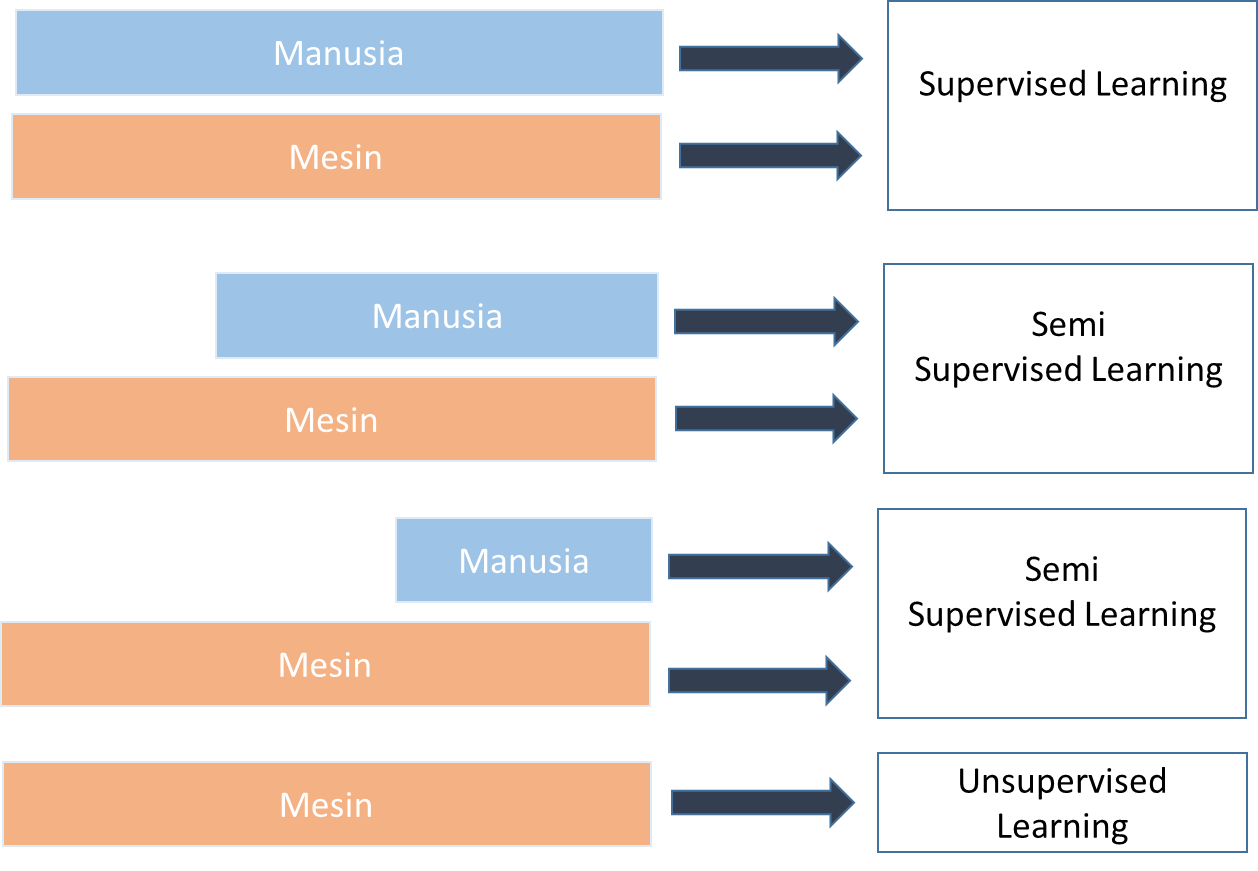 Manusia
Supervised Learning
Mesin
Manusia
Semi
Supervised Learning
Mesin
Manusia
Semi
Supervised Learning
Mesin
Mesin
Unsupervised
Learning